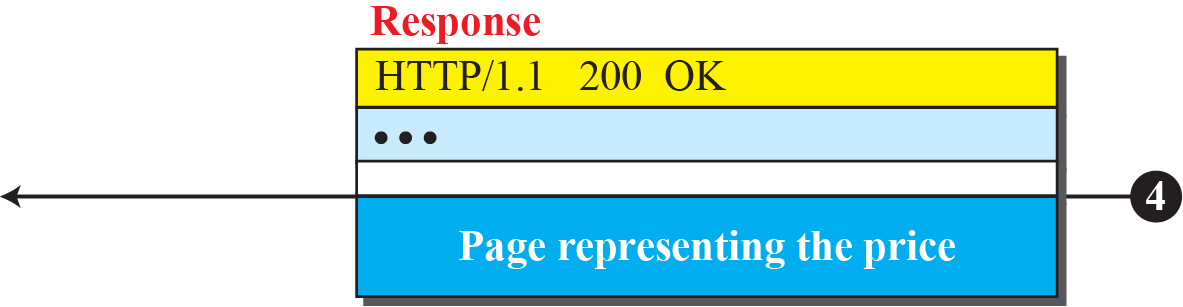 Response
HTTP/1.1 200 OK
•••
4
Page representing the price